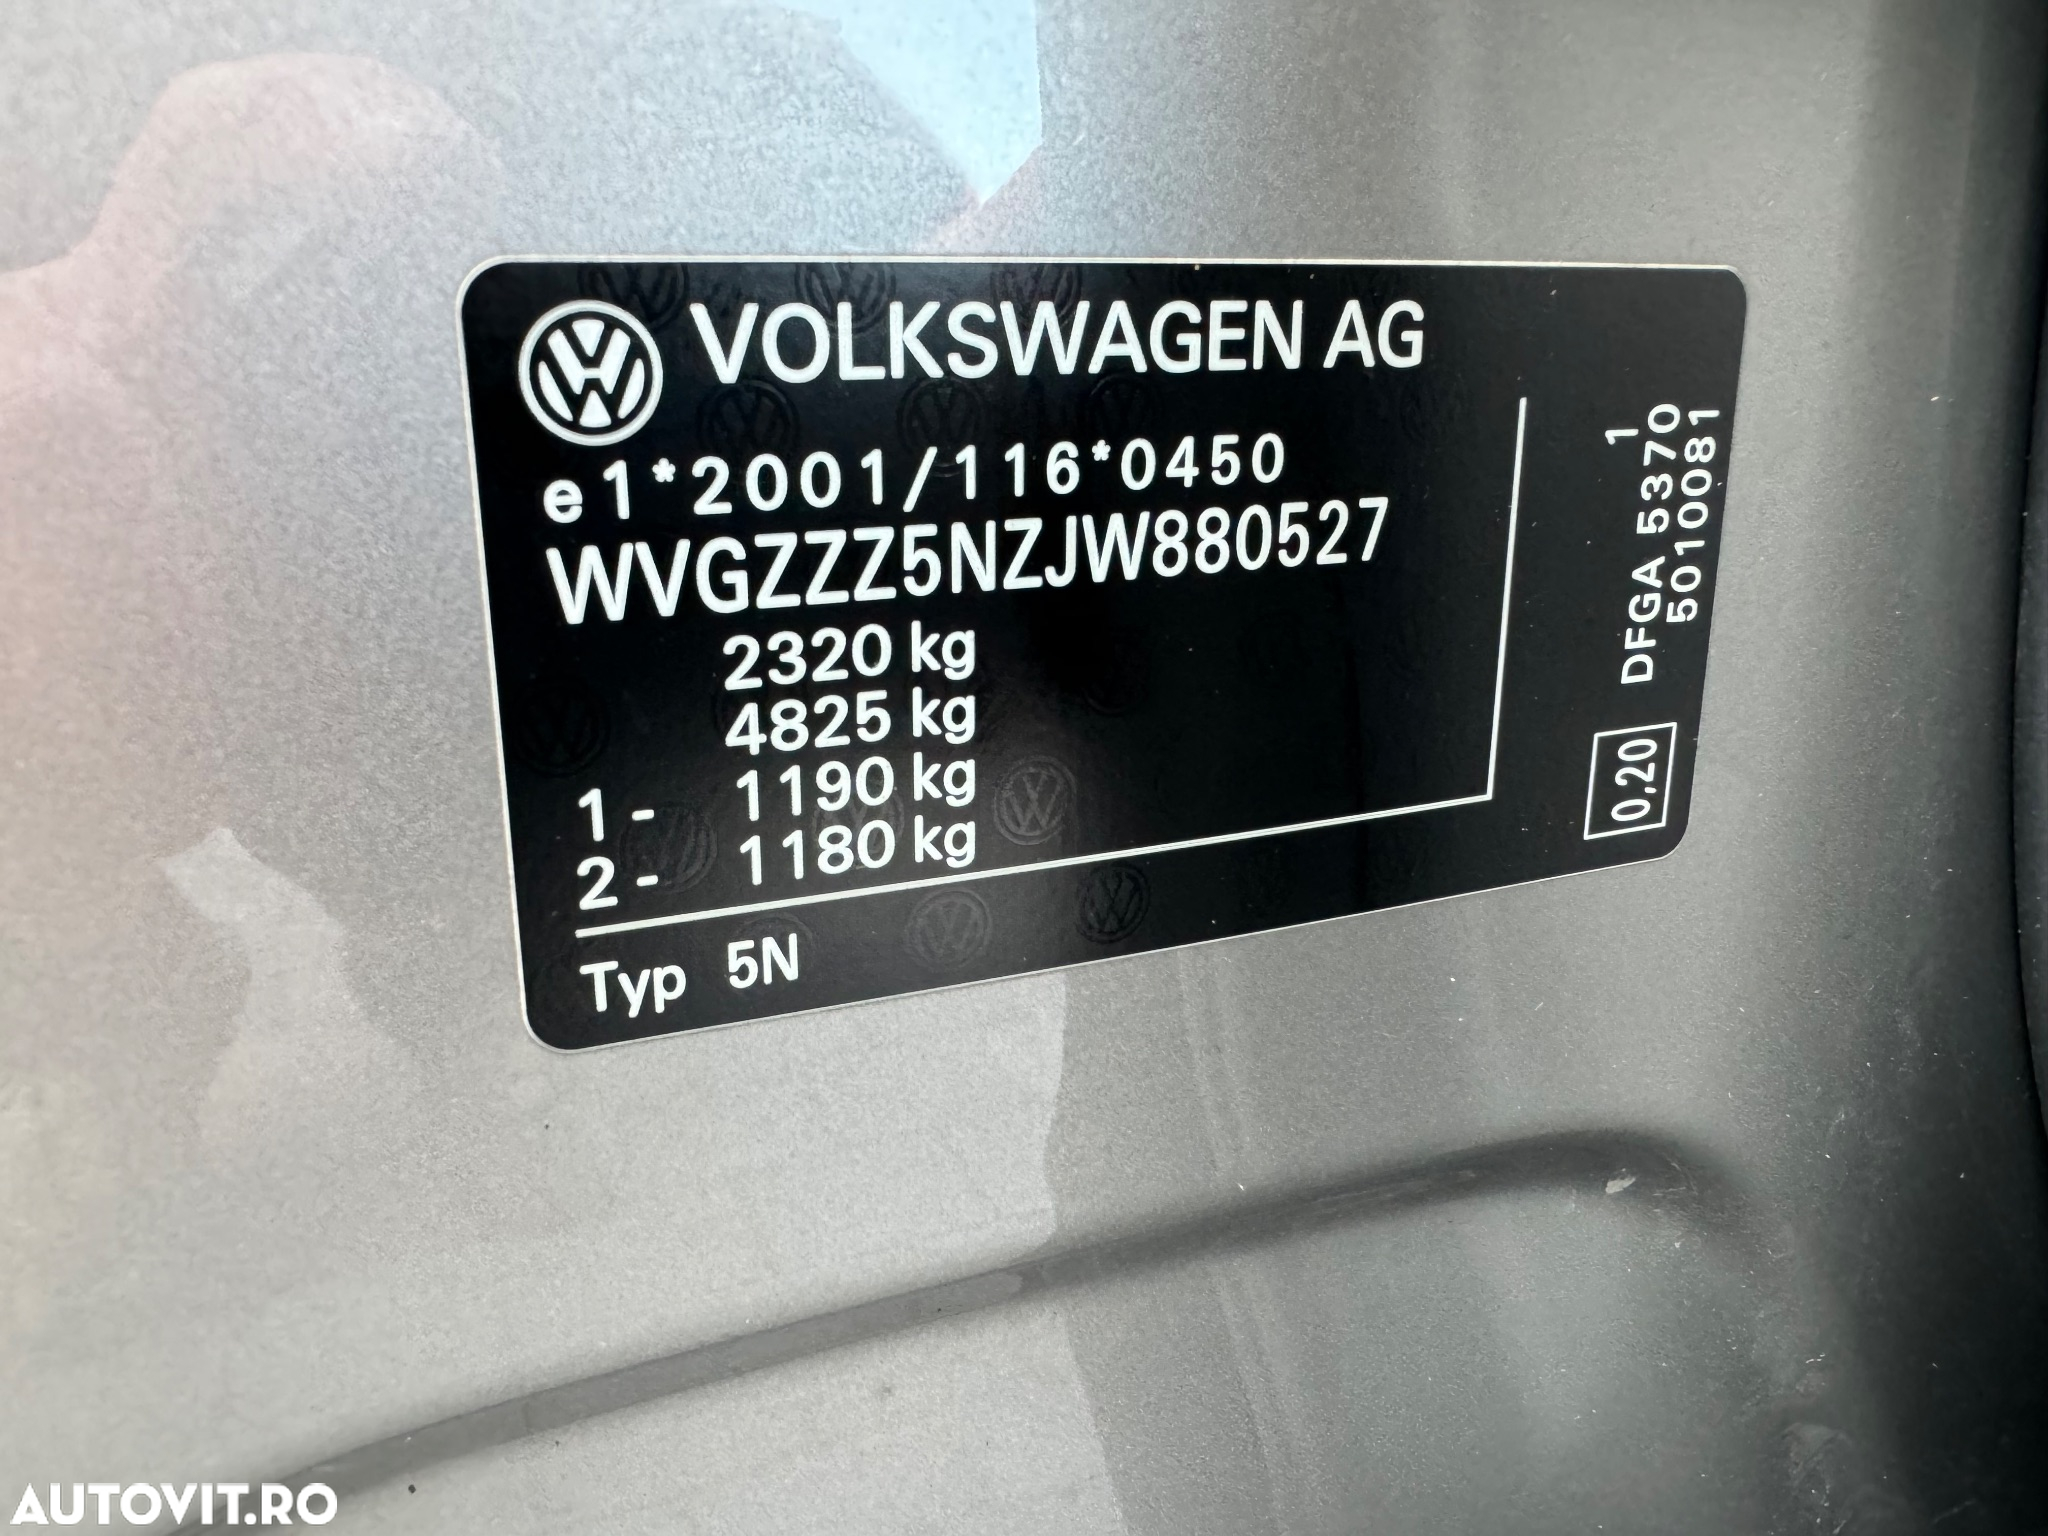 VOLKSWAGEN AG
e1*2001/116*0450
WVGZZZ5NZJW880527
2320 kg
4825 kg
1 - 1190 kg
2 - 1180 kg
Typ 5N
1
DFGA 5370
5010081
0,20
AUTOVIT.RO